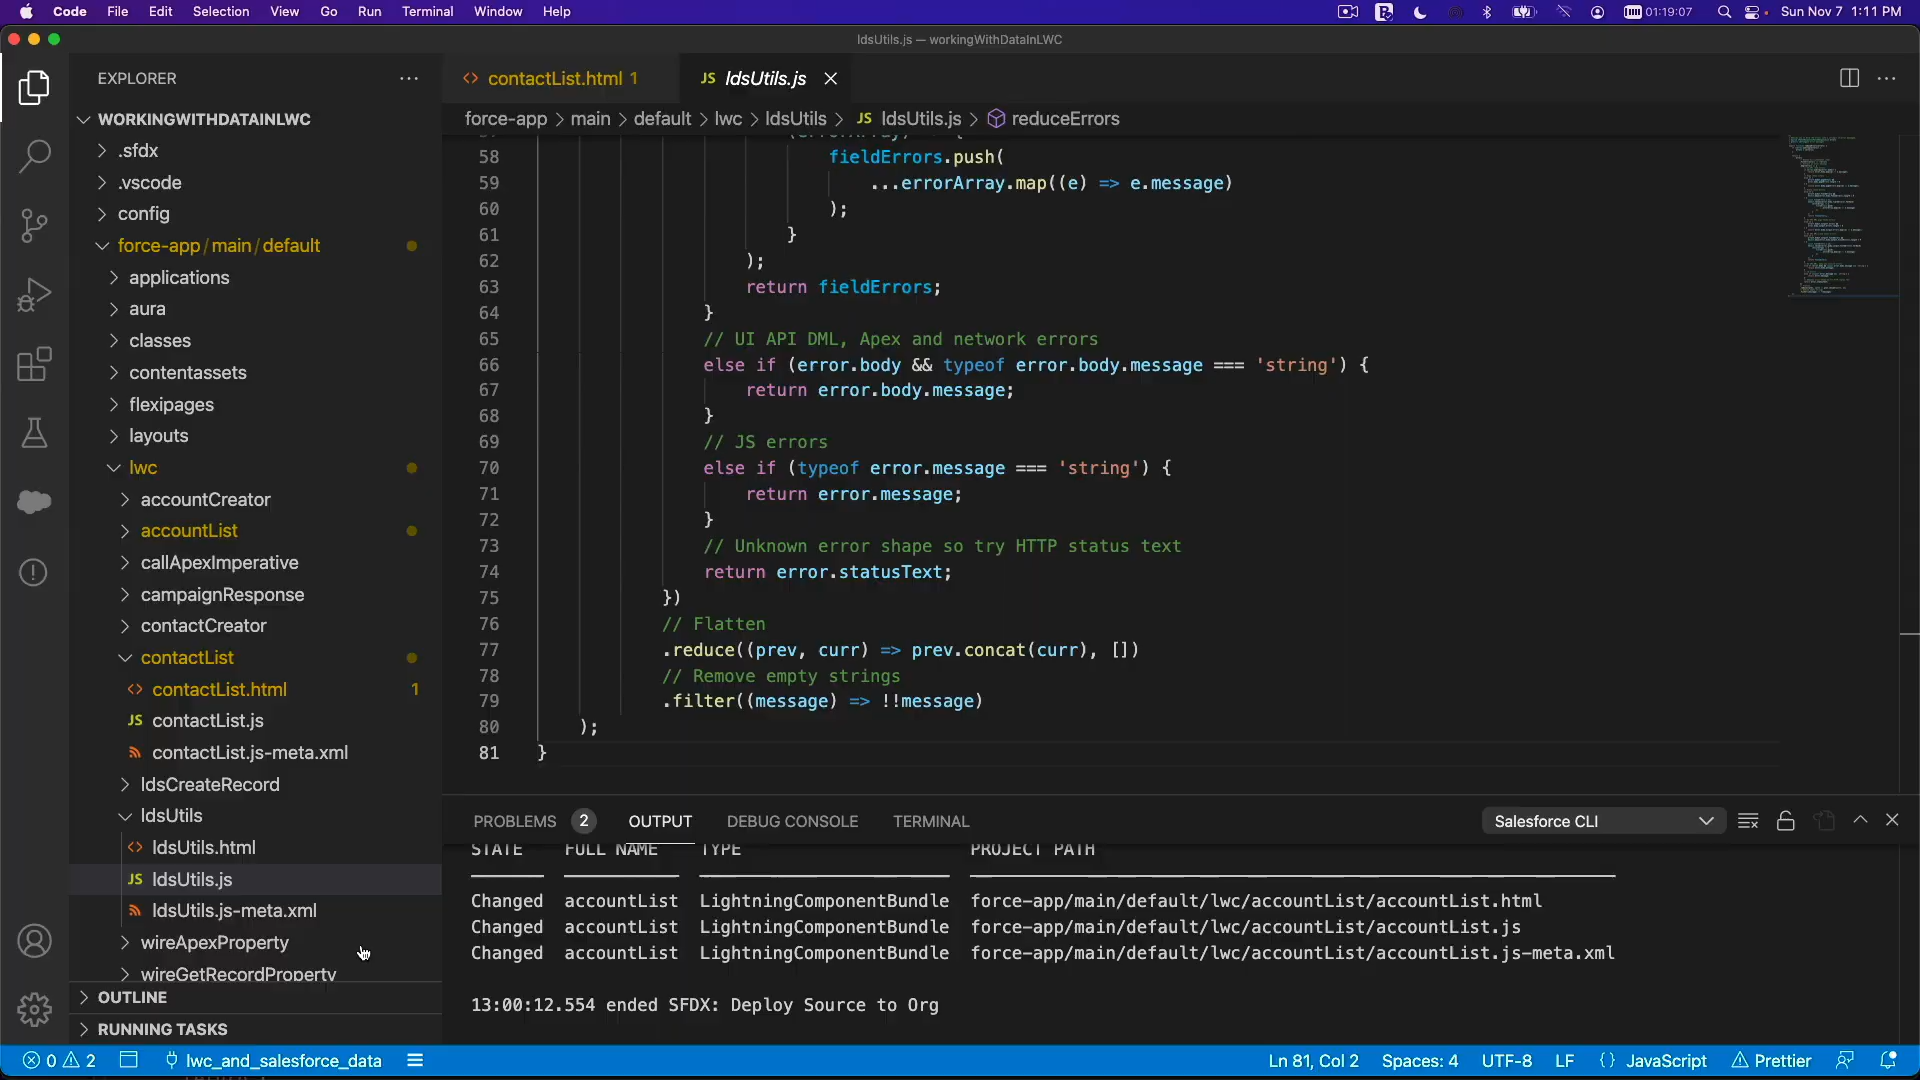 Code File Edit Selection View Go Run Terminal Window Help 01:19:07 Sun Nov 7 1:11 PM
ldsUtils.js — workingWithDataInLWC
EXPLORER
contactList.html 1
JS ldsUtils.js
force-app > main > default > lwc > ldsUtils > JS ldsUtils.js > reduceErrors
WORKINGWITHDATAINLWC
.sfdx
.vscode
config
force-app/main/default
applications
aura
classes
contentassets
flexipages
layouts
lwc
accountCreator
accountList
callApexImperative
campaignResponse
contactCreator
contactList
contactList.html 1
JS contactList.js
contactList.js-meta.xml
ldsCreateRecord
ldsUtils
ldsUtils.html
JS ldsUtils.js
ldsUtils.js-meta.xml
wireApexProperty
wireGetRecordProperty
OUTLINE
RUNNING TASKS
58 fieldErrors.push(
59 ...errorArray.map((e) => e.message)
60 );
61 }
62 );
63 return fieldErrors;
64 }
65 // UI API DML, Apex and network errors
66 else if (error.body && typeof error.body.message === 'string') {
67 return error.body.message;
68 }
69 // JS errors
70 else if (typeof error.message === 'string') {
71 return error.message;
72 }
73 // Unknown error shape so try HTTP status text
74 return error.statusText;
75 })
76 // Flatten
77 .reduce((prev, curr) => prev.concat(curr), [])
78 // Remove empty strings
79 .filter((message) => !!message)
80 );
81 }
PROBLEMS 2 OUTPUT DEBUG CONSOLE TERMINAL Salesforce CLI
STATE FULL NAME TYPE PROJECT PATH
Changed accountList LightningComponentBundle force-app/main/default/lwc/accountList/accountList.html
Changed accountList LightningComponentBundle force-app/main/default/lwc/accountList/accountList.js
Changed accountList LightningComponentBundle force-app/main/default/lwc/accountList/accountList.js-meta.xml
13:00:12.554 ended SFDX: Deploy Source to Org
0 2 lwc_and_salesforce_data Ln 81, Col 2 Spaces: 4 UTF-8 LF {} JavaScript Prettier